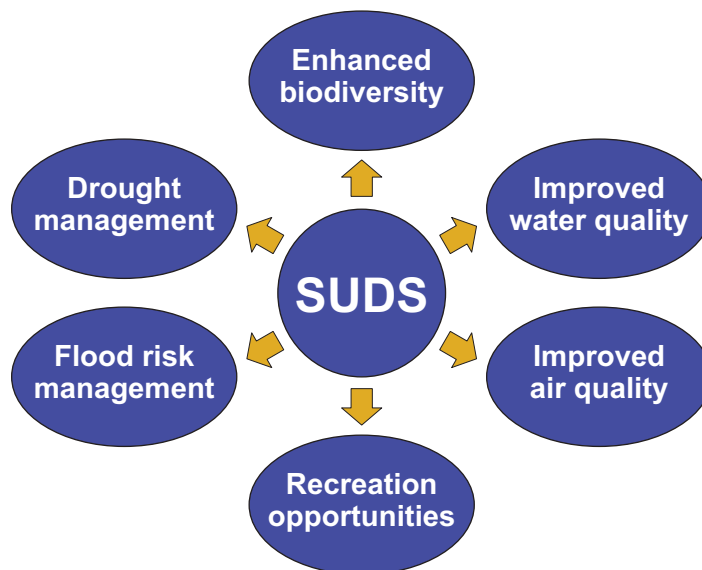 Enhanced
biodiversity
Drought
management
Improved
water quality
SUDS
Flood risk
management
Improved
air quality
Recreation
opportunities